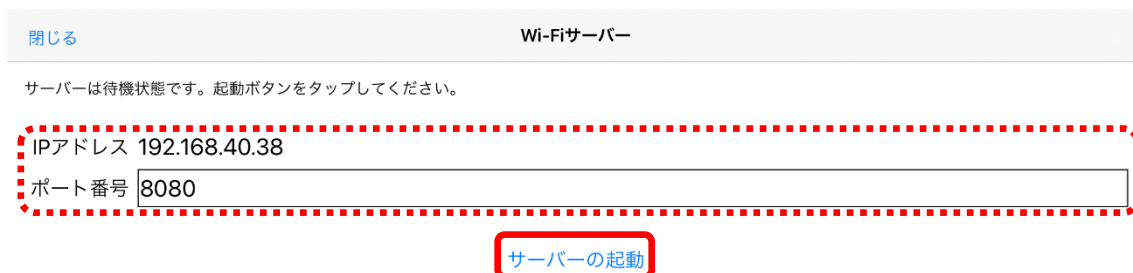 閉じる Wi-Fiサーバー
サーバーは待機状態です。起動ボタンをタップしてください。
IPアドレス 192.168.40.38
ポート番号 8080
サーバーの起動